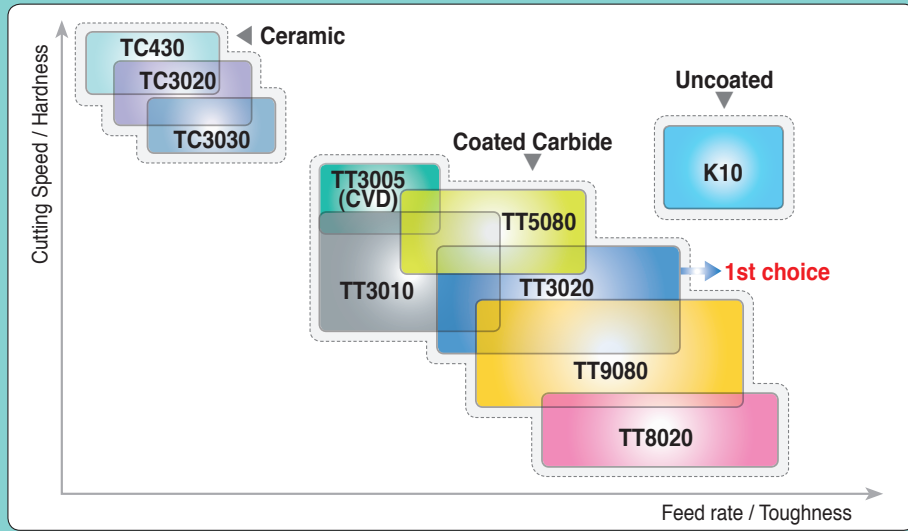 Cutting Speed / Hardness
TC430
Ceramic
TC3020
TC3030
Uncoated
K10
Coated Carbide
TT3005
(CVD)
TT5080
TT3010
TT3020
1st choice
TT9080
TT8020
Feed rate / Toughness